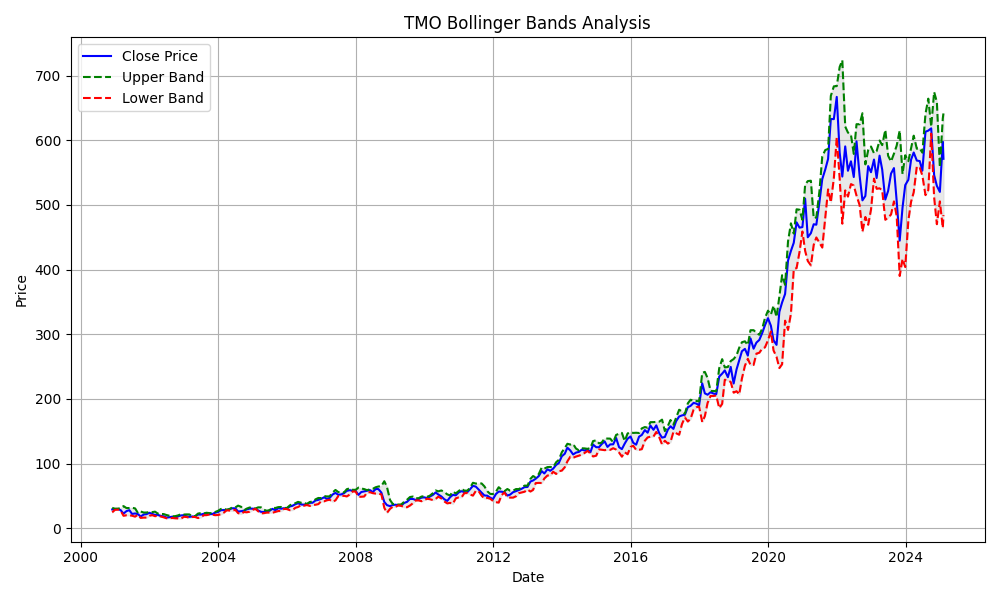 TMO Bollinger Bands Analysis
Close Price
Upper Band
Lower Band
Price
700
600
500
400
300
200
100
0
2000 2004 2008 2012 2016 2020 2024
Date